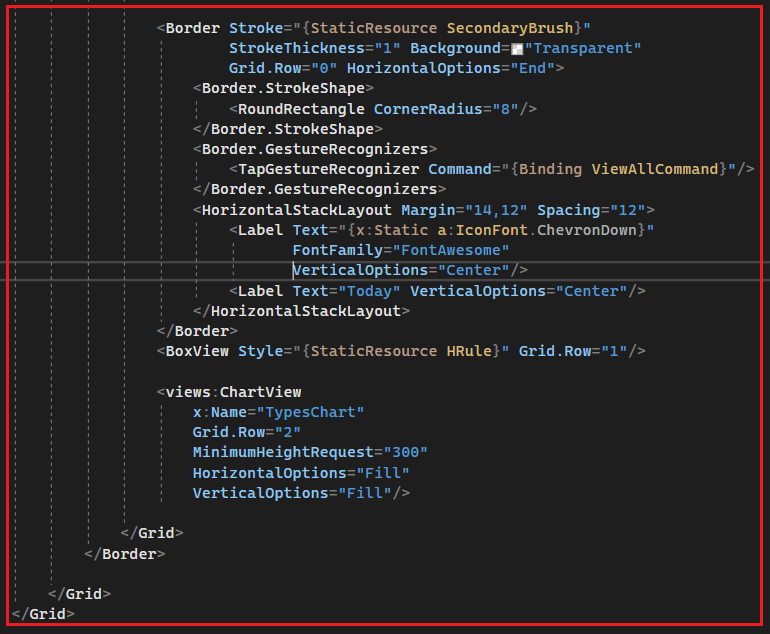 <Border Stroke="{StaticResource SecondaryBrush}"
StrokeThickness="1" Background="Transparent"
Grid.Row="0" HorizontalOptions="End">
<Border.StrokeShape>
<RoundRectangle CornerRadius="8"/>
</Border.StrokeShape>
<Border.GestureRecognizers>
<TapGestureRecognizer Command="{Binding ViewAllCommand}"/>
</Border.GestureRecognizers>
<HorizontalStackLayout Margin="14,12" Spacing="12">
<Label Text="{x:Static a:IconFont.ChevronDown}"
FontFamily="FontAwesome"
VerticalOptions="Center"/>
<Label Text="Today" VerticalOptions="Center"/>
</HorizontalStackLayout>
</Border>
<BoxView Style="{StaticResource HRule}" Grid.Row="1"/>
<views:ChartView
x:Name="TypesChart"
Grid.Row="2"
MinimumHeightRequest="300"
HorizontalOptions="Fill"
VerticalOptions="Fill"/>
</Grid>
</Border>
</Grid>
</Grid>